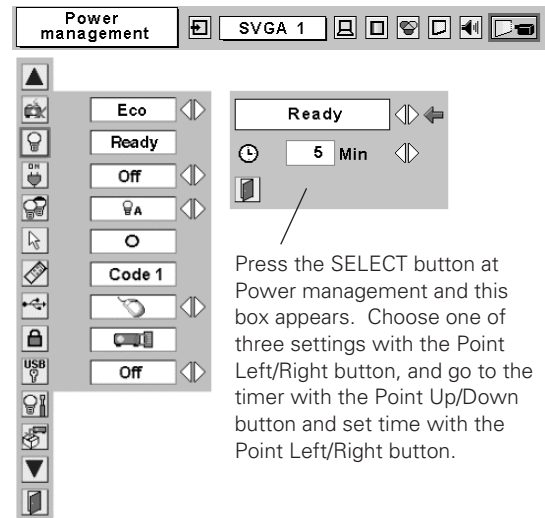 Power
management
SVGA 1
Eco
Ready
ON
Off
A
Code 1
USB
Off
Ready
5 Min
Press the SELECT button at
Power management and this
box appears.  Choose one of
three settings with the Point
Left/Right button, and go to the
timer with the Point Up/Down
button and set time with the
Point Left/Right button.